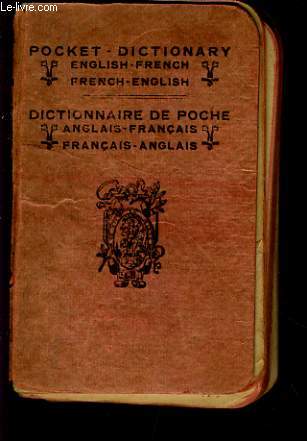 Le-livre.com
POCKET-DICTIONARY
ENGLISH-FRENCH
FRENCH-ENGLISH
DICTIONNAIRE DE POCHE
ANGLAIS-FRANÇAIS
FRANÇAIS-ANGLAIS